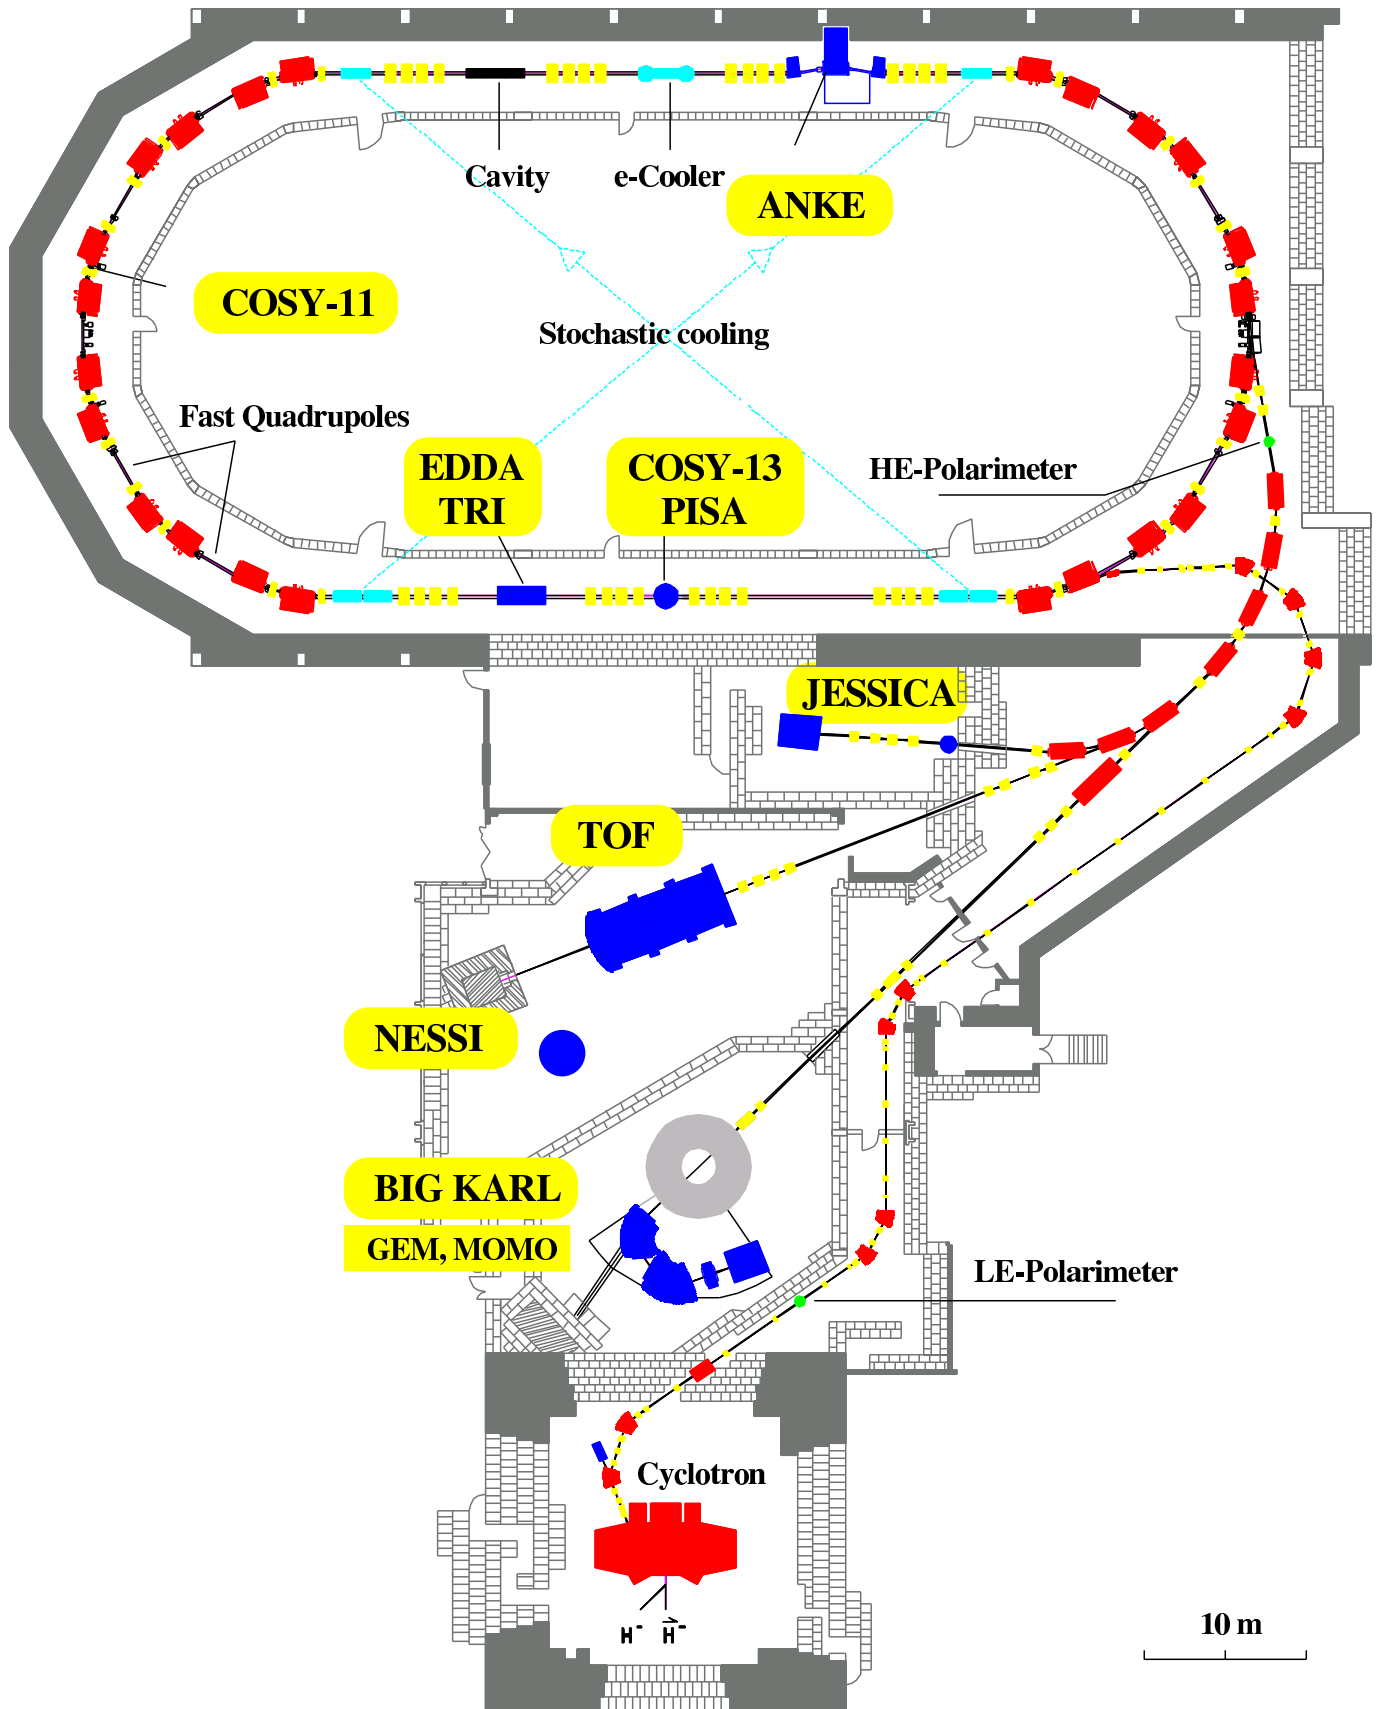 Cavity
e-Cooler
ANKE
COSY-11
Stochastic cooling
Fast Quadrupoles
EDDA
TRI
COSY-13
PISA
HE-Polarimeter
JESSICA
TOF
NESSI
BIG KARL
GEM, MOMO
LE-Polarimeter
Cyclotron
H⁻ H⃗⁻
10 m